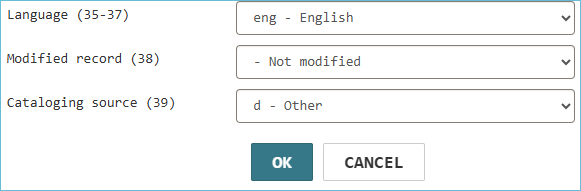 Language (35-37) eng - English
Modified record (38) - Not modified
Cataloging source (39) d - Other
OK CANCEL